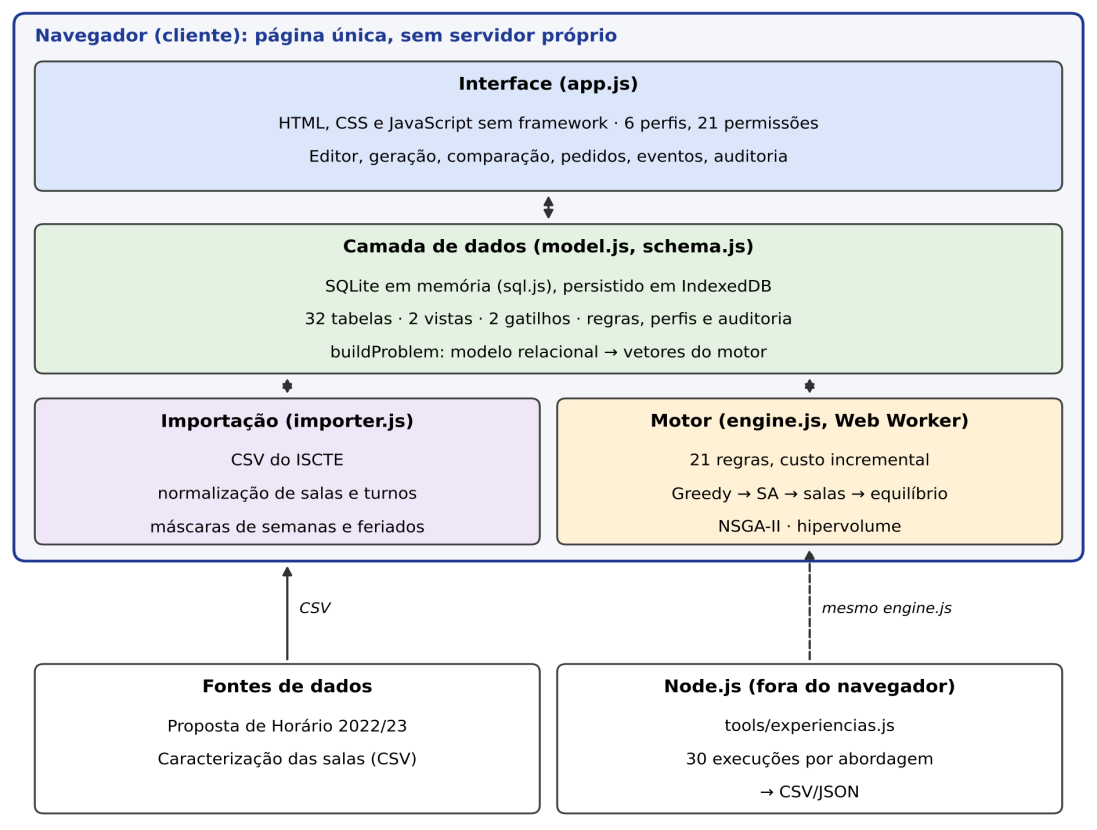 Navegador (cliente): página única, sem servidor próprio
Interface (app.js)
HTML, CSS e JavaScript sem framework · 6 perfis, 21 permissões
Editor, geração, comparação, pedidos, eventos, auditoria
Camada de dados (model.js, schema.js)
SQLite em memória (sql.js), persistido em IndexedDB
32 tabelas · 2 vistas · 2 gatilhos · regras, perfis e auditoria
buildProblem: modelo relacional → vetores do motor
Importação (importer.js)
CSV do ISCTE
normalização de salas e turnos
máscaras de semanas e feriados
Motor (engine.js, Web Worker)
21 regras, custo incremental
Greedy → SA → salas → equilíbrio
NSGA-II · hipervolume
CSV
mesmo engine.js
Fontes de dados
Proposta de Horário 2022/23
Caracterização das salas (CSV)
Node.js (fora do navegador)
tools/experiencias.js
30 execuções por abordagem
→ CSV/JSON